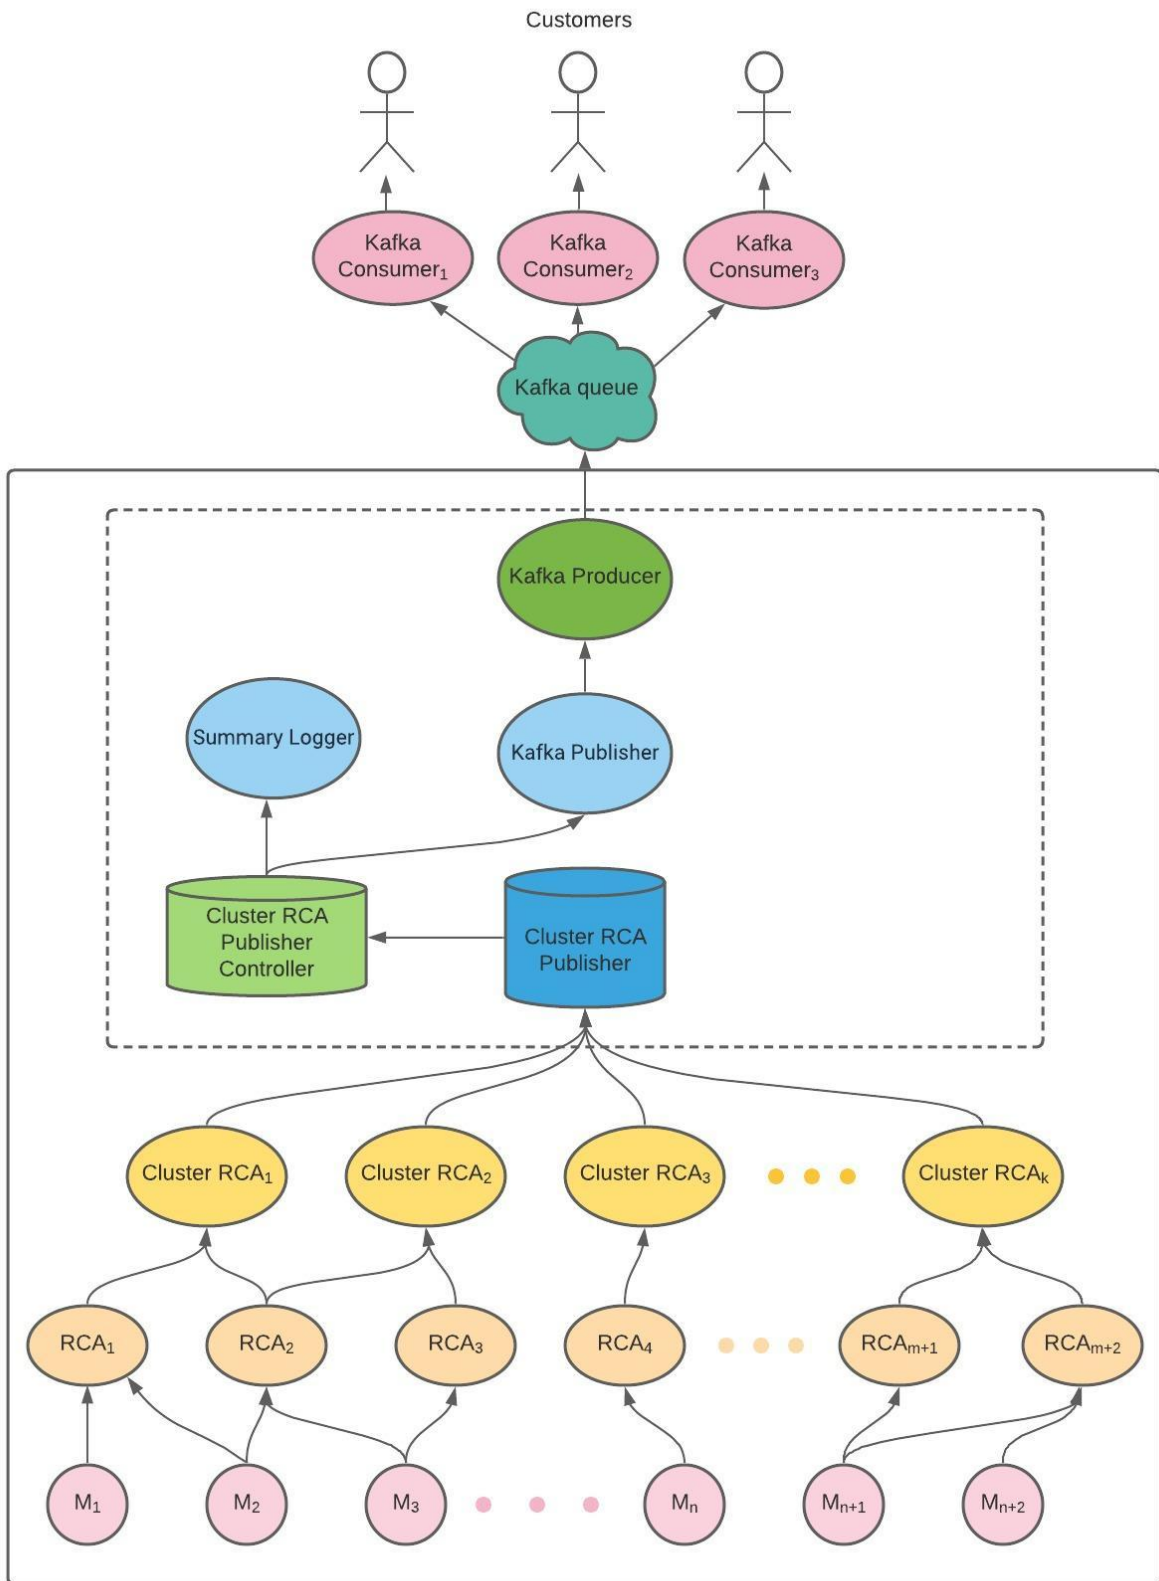 Customers
Kafka
Consumer₁
Kafka
Consumer₂
Kafka
Consumer₃
Kafka queue
Kafka Producer
Summary Logger
Kafka Publisher
Cluster RCA
Publisher
Controller
Cluster RCA
Publisher
Cluster RCA₁
Cluster RCA₂
Cluster RCA₃
Cluster RCAₖ
RCA₁
RCA₂
RCA₃
RCA₄
RCAₘ₊₁
RCAₘ₊₂
M₁
M₂
M₃
Mₙ
Mₙ₊₁
Mₙ₊₂